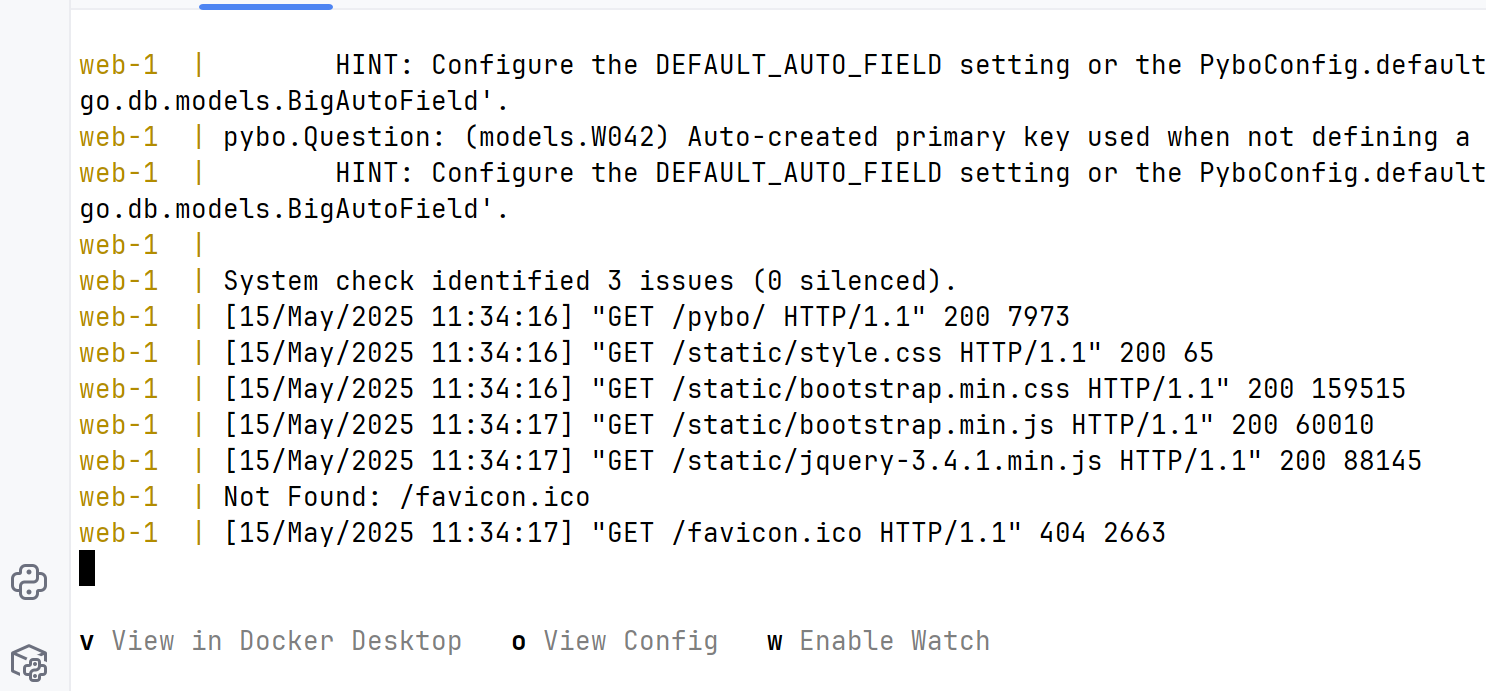 web-1  |        HINT: Configure the DEFAULT_AUTO_FIELD setting or the PyboConfig.default
go.db.models.BigAutoField'.
web-1  | pybo.Question: (models.W042) Auto-created primary key used when not defining a
web-1  |        HINT: Configure the DEFAULT_AUTO_FIELD setting or the PyboConfig.default
go.db.models.BigAutoField'.
web-1  |
web-1  | System check identified 3 issues (0 silenced).
web-1  | [15/May/2025 11:34:16] "GET /pybo/ HTTP/1.1" 200 7973
web-1  | [15/May/2025 11:34:16] "GET /static/style.css HTTP/1.1" 200 65
web-1  | [15/May/2025 11:34:16] "GET /static/bootstrap.min.css HTTP/1.1" 200 159515
web-1  | [15/May/2025 11:34:17] "GET /static/bootstrap.min.js HTTP/1.1" 200 60010
web-1  | [15/May/2025 11:34:17] "GET /static/jquery-3.4.1.min.js HTTP/1.1" 200 88145
web-1  | Not Found: /favicon.ico
web-1  | [15/May/2025 11:34:17] "GET /favicon.ico HTTP/1.1" 404 2663
v View in Docker Desktop   o View Config   w Enable Watch